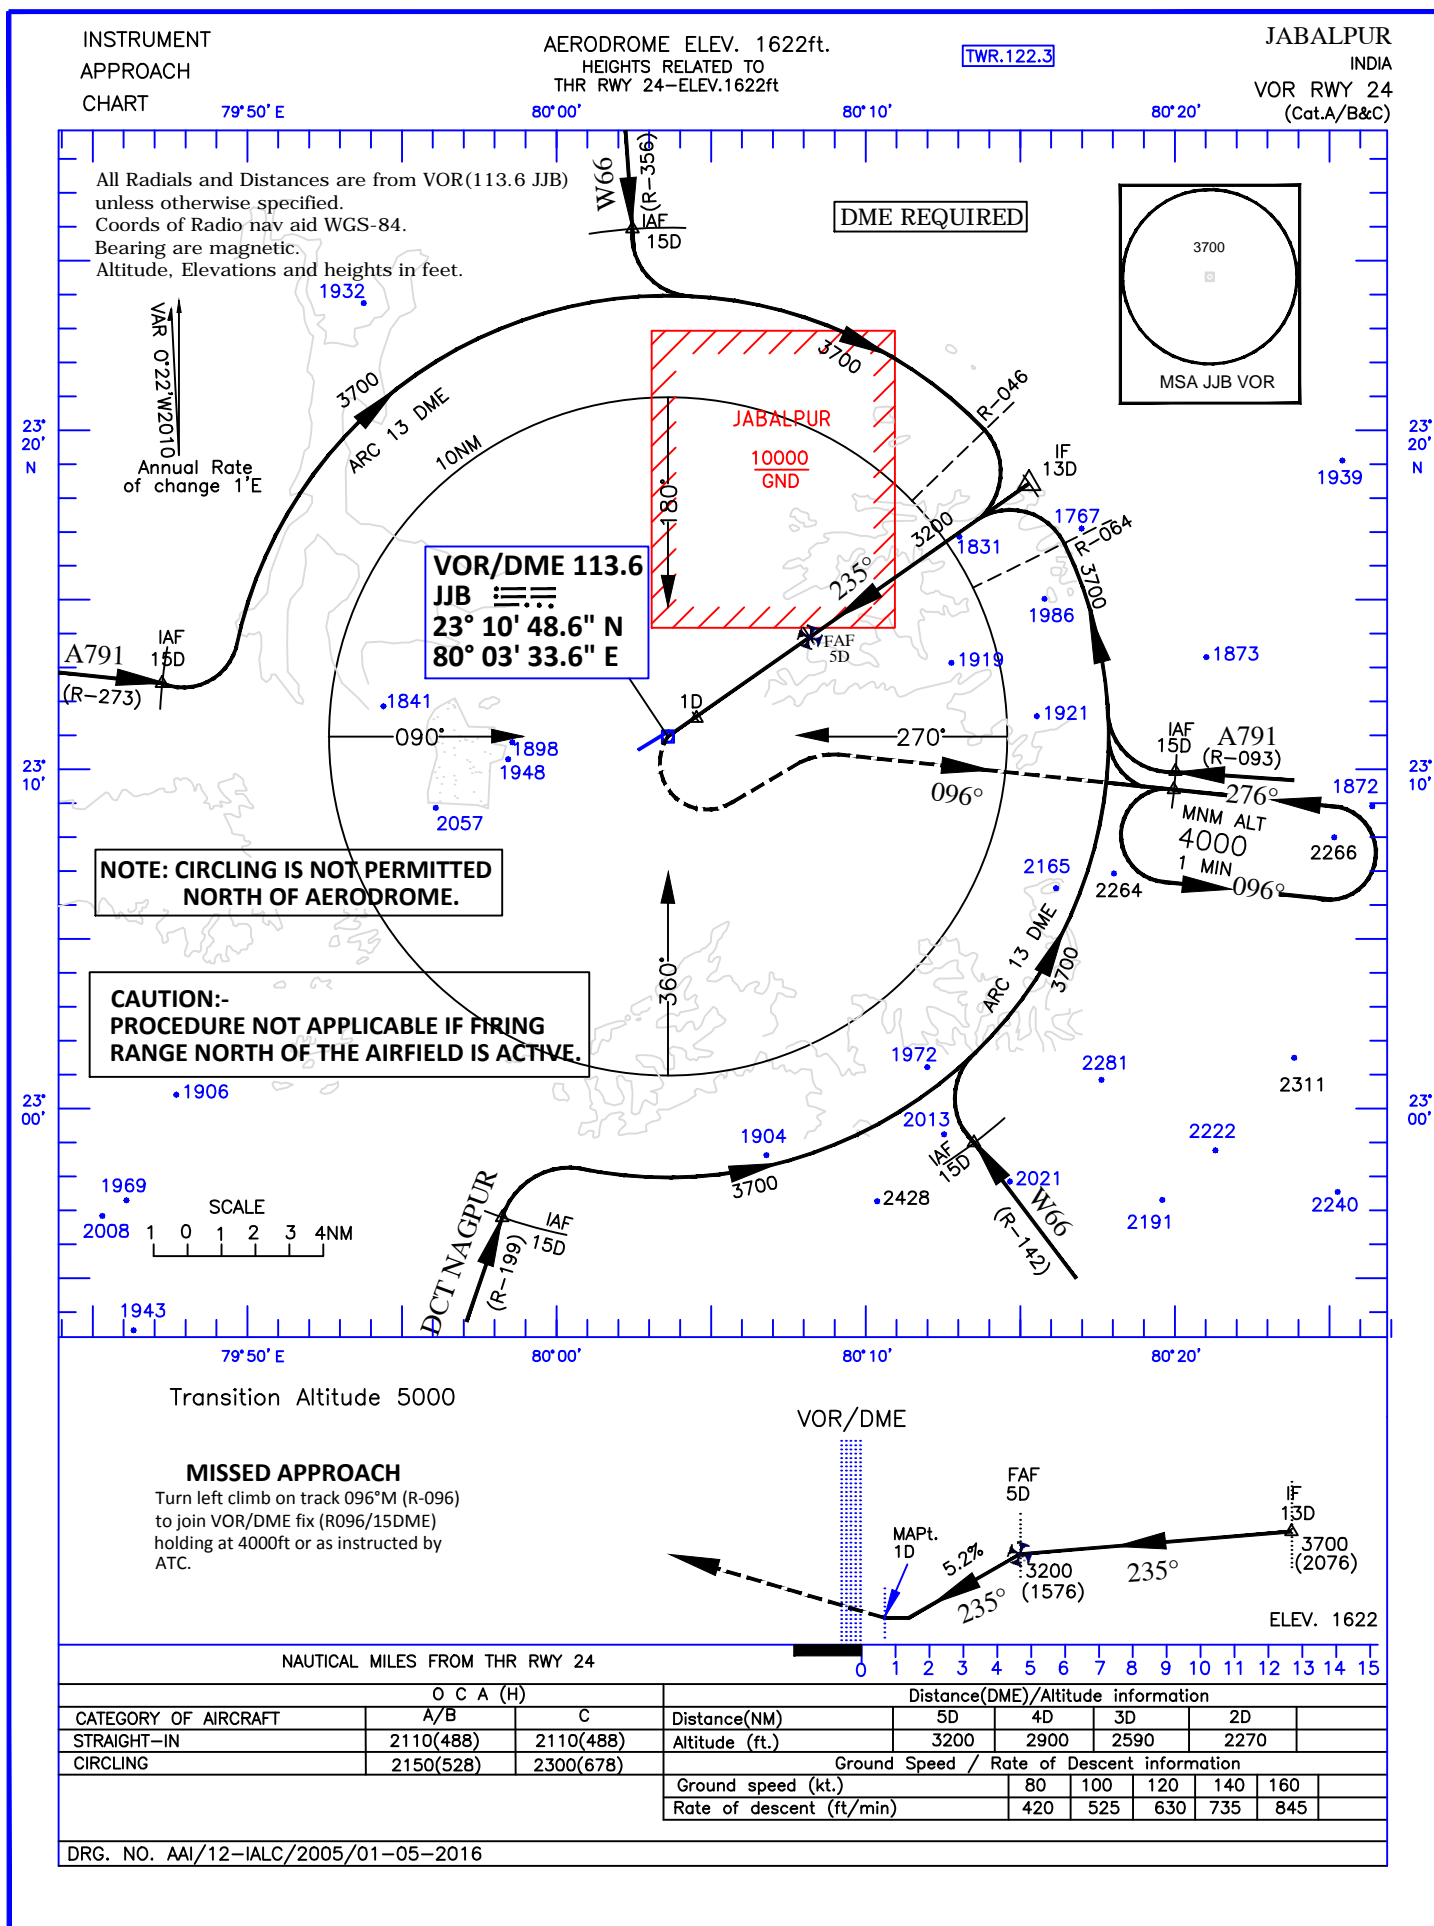 INSTRUMENT
APPROACH
CHART
AERODROME ELEV. 1622ft.
HEIGHTS RELATED TO
THR RWY 24-ELEV.1622ft
TWR.122.3
JABALPUR
INDIA
VOR RWY 24
(Cat.A/B&C)
79°50' E
80°00'
80°10'
80°20'
All Radials and Distances are from VOR(113.6 JJB)
unless otherwise specified.
Coords of Radio nav aid WGS-84.
Bearing are magnetic.
Altitude, Elevations and heights in feet.
W66
(R-356)
IAF
15D
DME REQUIRED
3700
MSA JJB VOR
1932
VAR 0°22'W2010
Annual Rate
of change 1'E
3700
ARC 13 DME
10NM
3700
JABALPUR
10000
GND
180°
R-046
IF
13D
23°
20'
N
23°
20'
N
1939
1767
R-064
1831
3200
235°
3700
1986
VOR/DME 113.6
JJB
23° 10' 48.6" N
80° 03' 33.6" E
FAF
5D
1919
1873
IAF
15D
A791
(R-273)
1841
1D
1921
090°
1898
1948
270°
IAF
15D
A791
(R-093)
23°
10'
23°
10'
2057
096°
276°
1872
MNM ALT
4000
1 MIN
096°
2266
2165
2264
NOTE: CIRCLING IS NOT PERMITTED
NORTH OF AERODROME.
ARC 13 DME
3700
360°
CAUTION:-
PROCEDURE NOT APPLICABLE IF FIRING
RANGE NORTH OF THE AIRFIELD IS ACTIVE.
1972
2281
2311
1906
23°
00'
23°
00'
2013
1904
2222
IAF
15D
3700
2021
W66
(R-142)
2428
2191
2240
1969
2008
SCALE
1 0 1 2 3 4NM
DCT NAGPUR
(R-199)
IAF
15D
1943
79°50' E
80°00'
80°10'
80°20'
Transition Altitude 5000
VOR/DME
MISSED APPROACH
Turn left climb on track 096°M (R-096)
to join VOR/DME fix (R096/15DME)
holding at 4000ft or as instructed by
ATC.
FAF
5D
IF
13D
MAPt.
1D
5.2%
3200
(1576)
235°
235°
3700
(2076)
ELEV. 1622
NAUTICAL MILES FROM THR RWY 24
0 1 2 3 4 5 6 7 8 9 10 11 12 13 14 15
O C A (H)
Distance(DME)/Altitude information
CATEGORY OF AIRCRAFT A/B C
Distance(NM) 5D 4D 3D 2D
STRAIGHT-IN 2110(488) 2110(488)
Altitude (ft.) 3200 2900 2590 2270
CIRCLING 2150(528) 2300(678)
Ground Speed / Rate of Descent information
Ground speed (kt.) 80 100 120 140 160
Rate of descent (ft/min) 420 525 630 735 845
DRG. NO. AAI/12-IALC/2005/01-05-2016